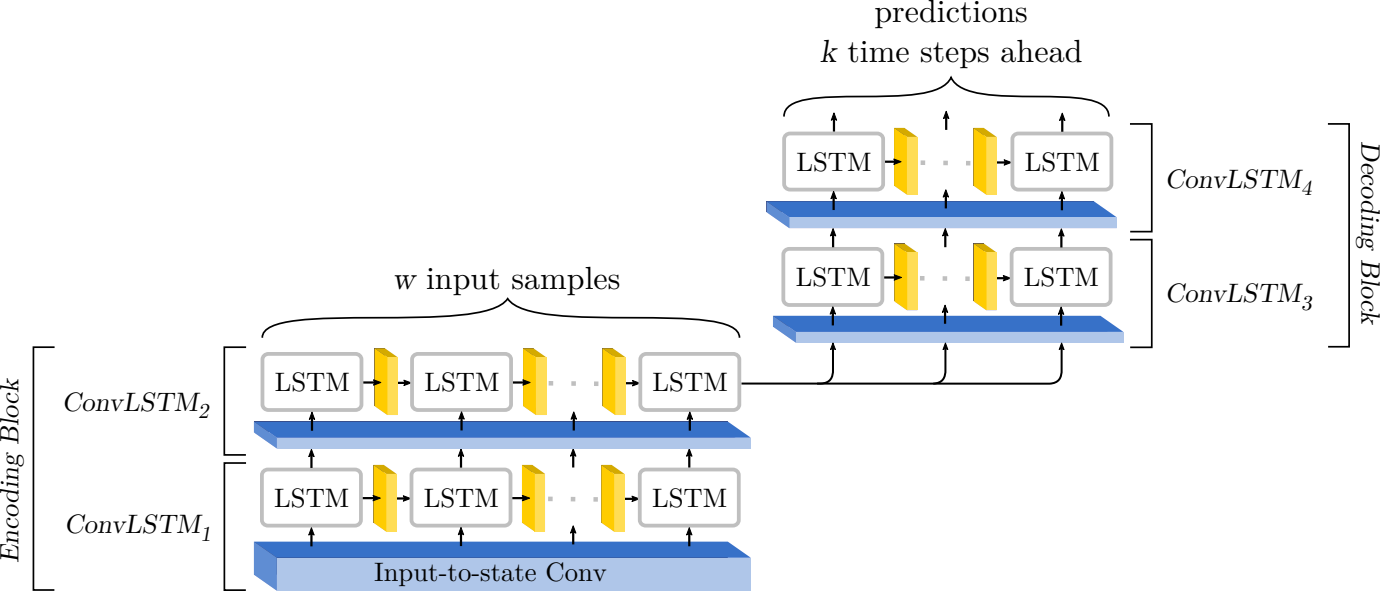 predictions
k time steps ahead
LSTM
LSTM
ConvLSTM4
Decoding Block
LSTM
LSTM
ConvLSTM3
w input samples
LSTM
LSTM
LSTM
ConvLSTM2
Encoding Block
LSTM
LSTM
LSTM
ConvLSTM1
Input-to-state Conv